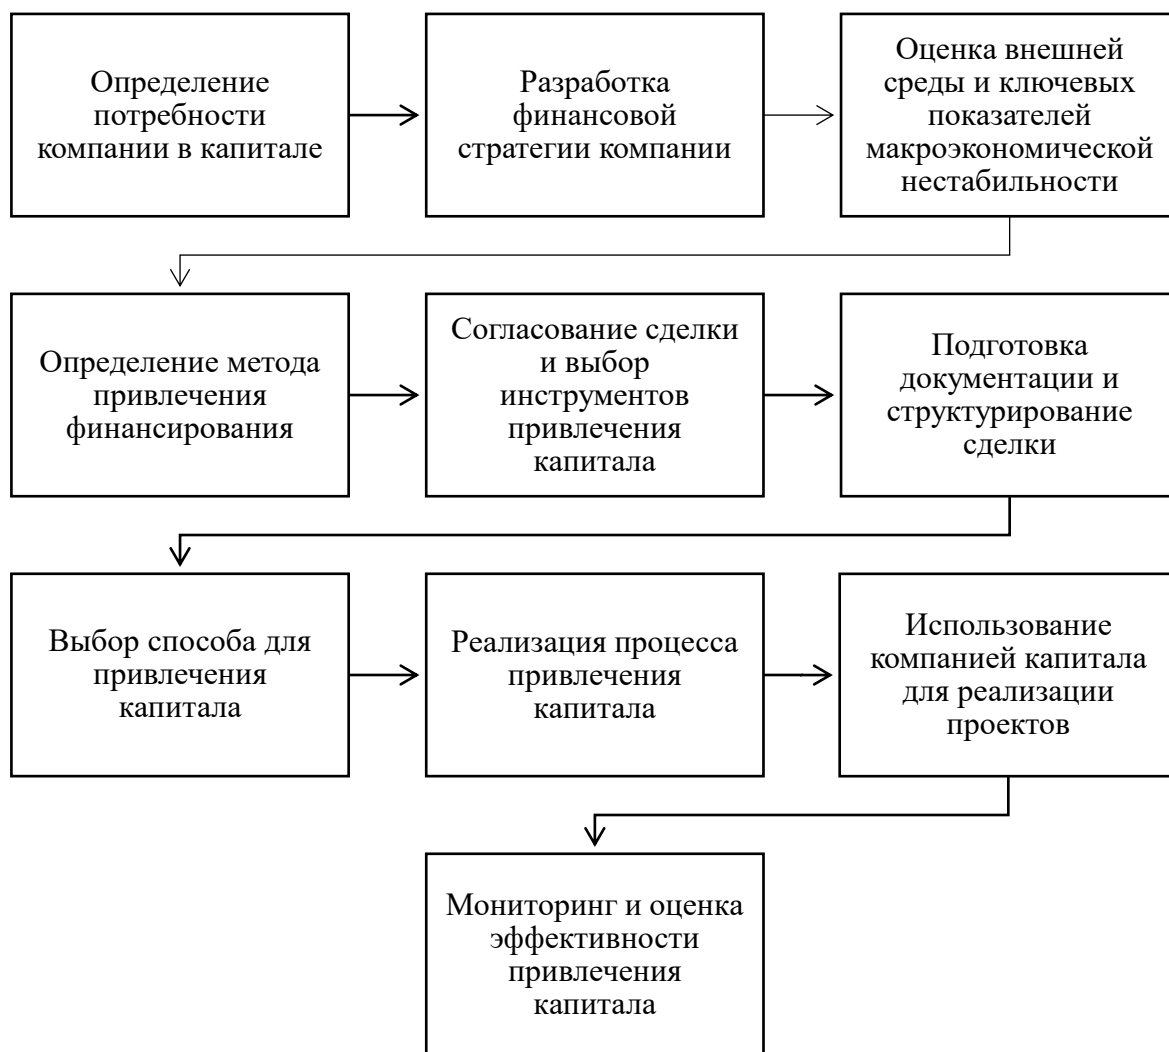 Определение
потребности
компании в капитале
Разработка
финансовой
стратегии компании
Оценка внешней
среды и ключевых
показателей
макроэкономической
нестабильности
Определение метода
привлечения
финансирования
Согласование сделки
и выбор
инструментов
привлечения
капитала
Подготовка
документации и
структурирование
сделки
Выбор способа для
привлечения
капитала
Реализация процесса
привлечения
капитала
Использование
компанией капитала
для реализации
проектов
Мониторинг и оценка
эффективности
привлечения
капитала